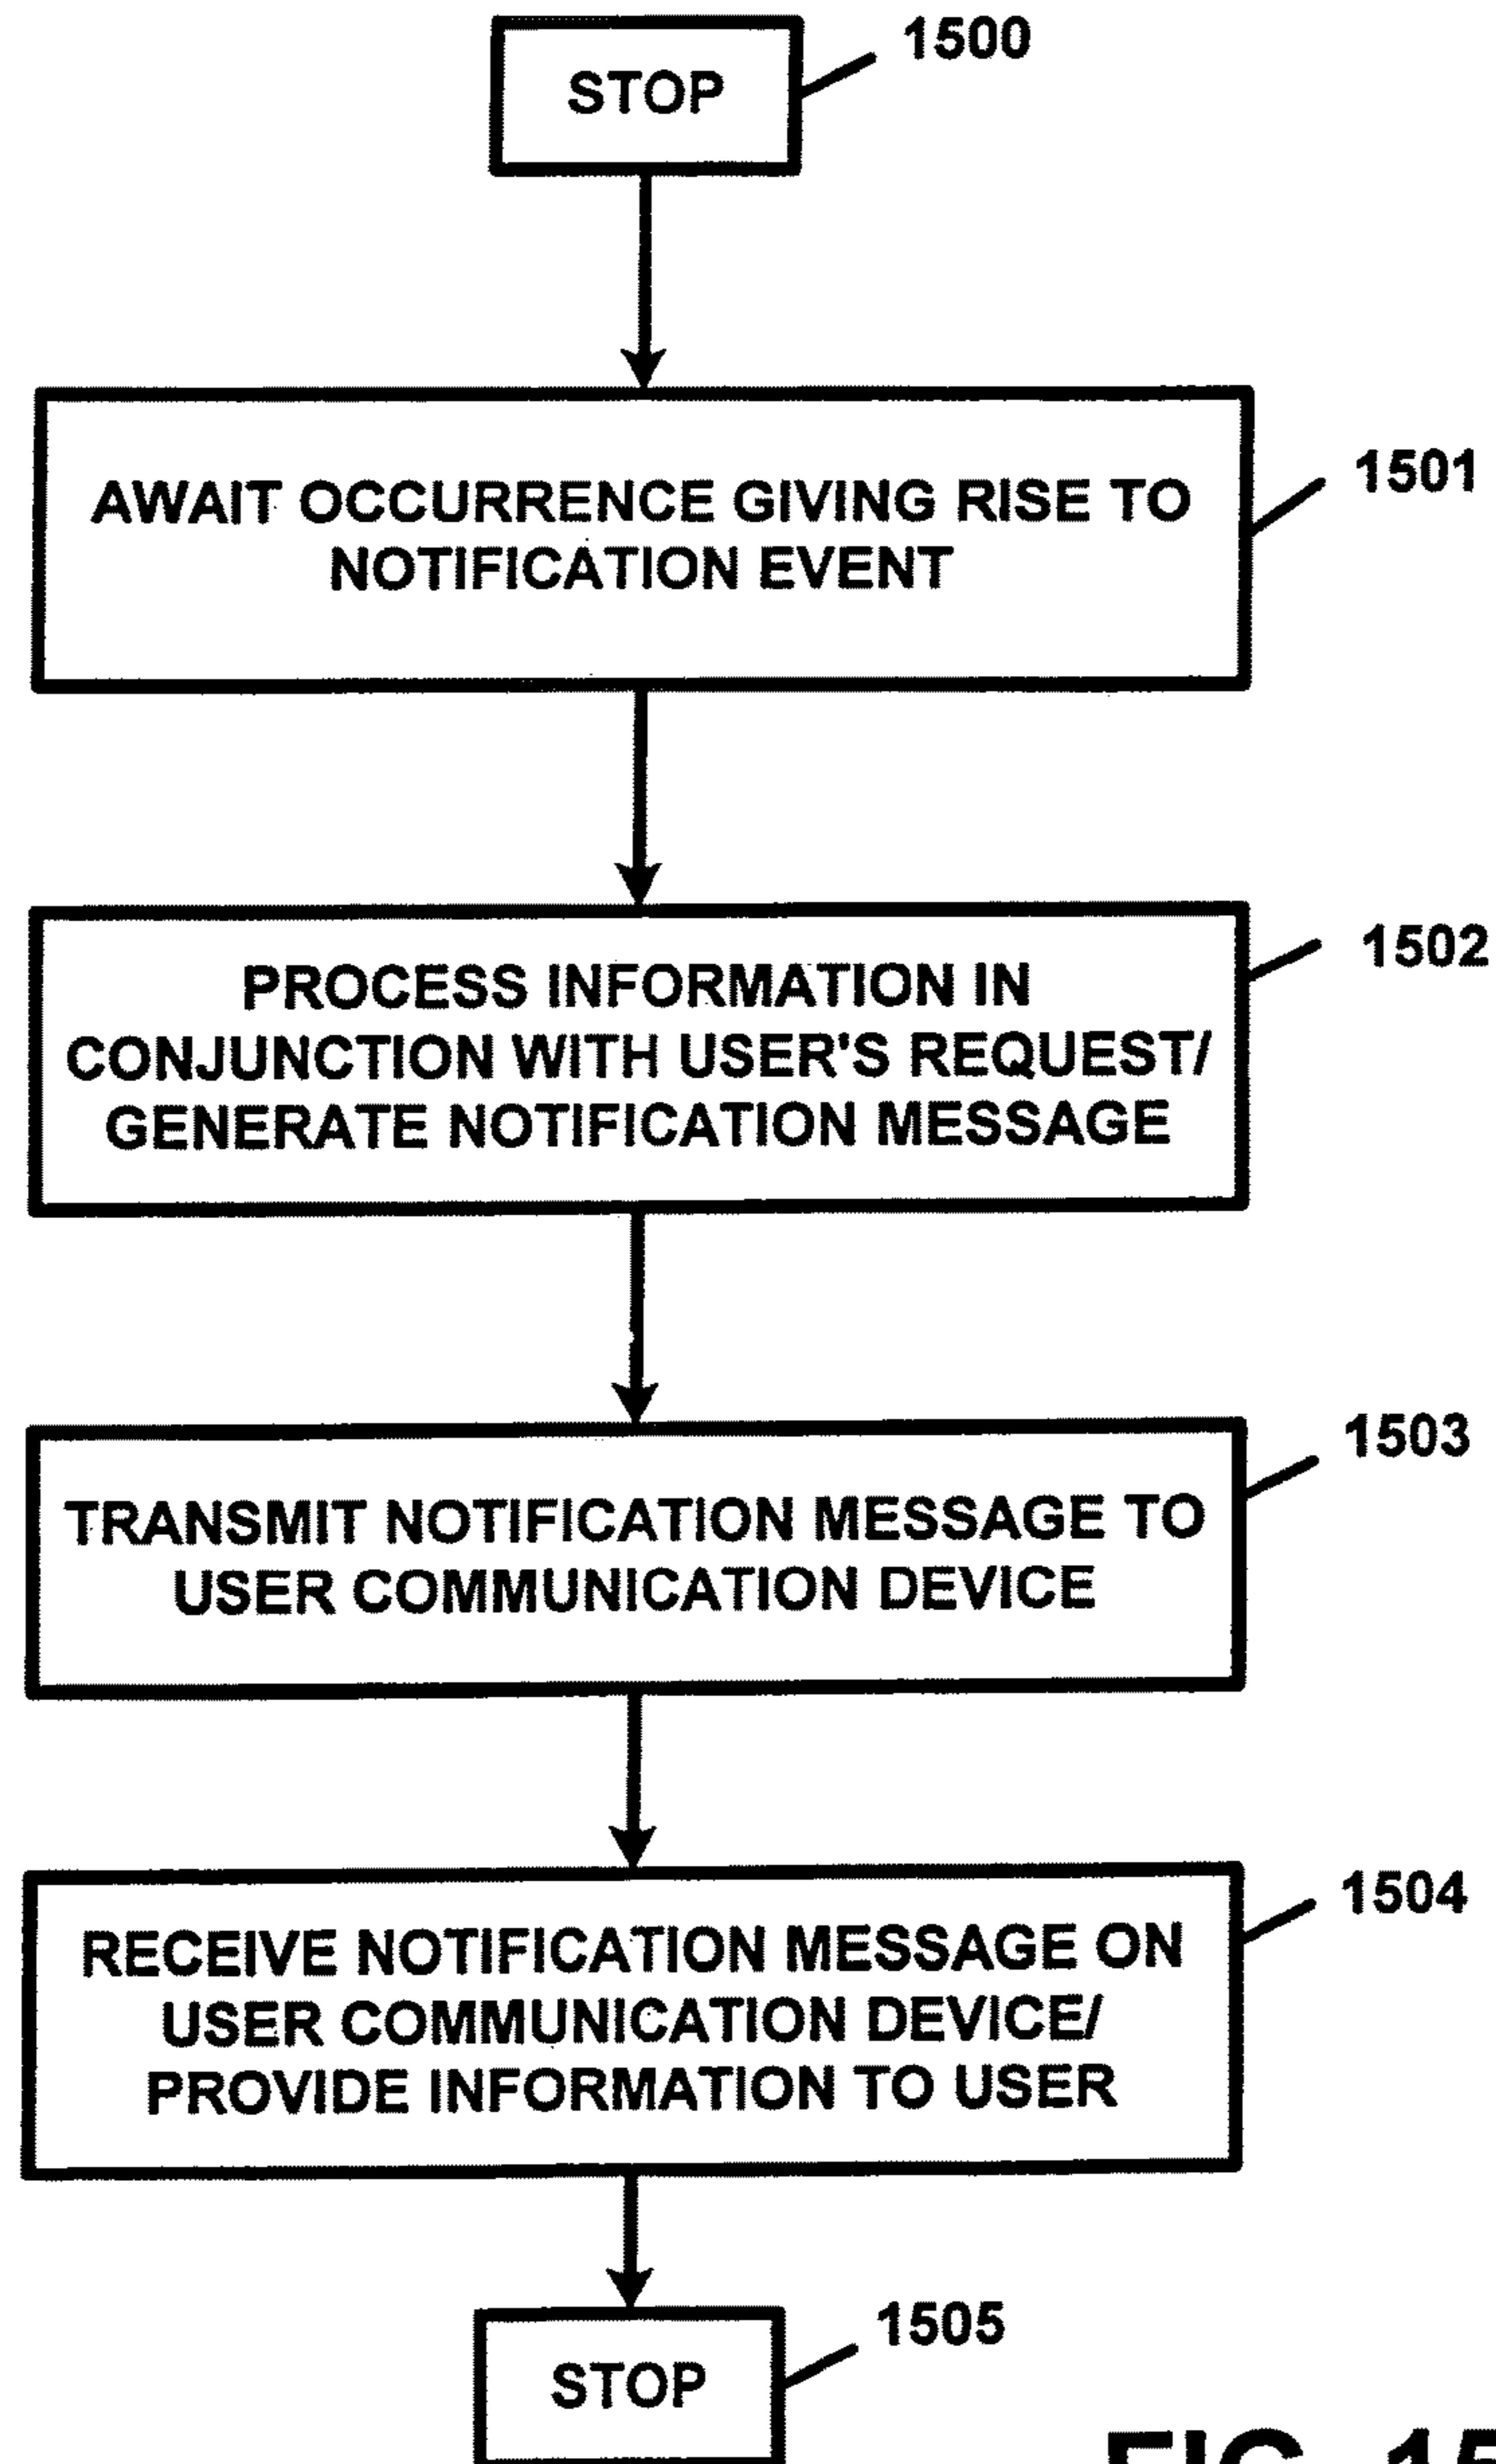 STOP
1500
AWAIT OCCURRENCE GIVING RISE TO
NOTIFICATION EVENT
1501
PROCESS INFORMATION IN
CONJUNCTION WITH USER'S REQUEST/
GENERATE NOTIFICATION MESSAGE
1502
TRANSMIT NOTIFICATION MESSAGE TO
USER COMMUNICATION DEVICE
1503
RECEIVE NOTIFICATION MESSAGE ON
USER COMMUNICATION DEVICE/
PROVIDE INFORMATION TO USER
1504
STOP
1505
FIG. 15